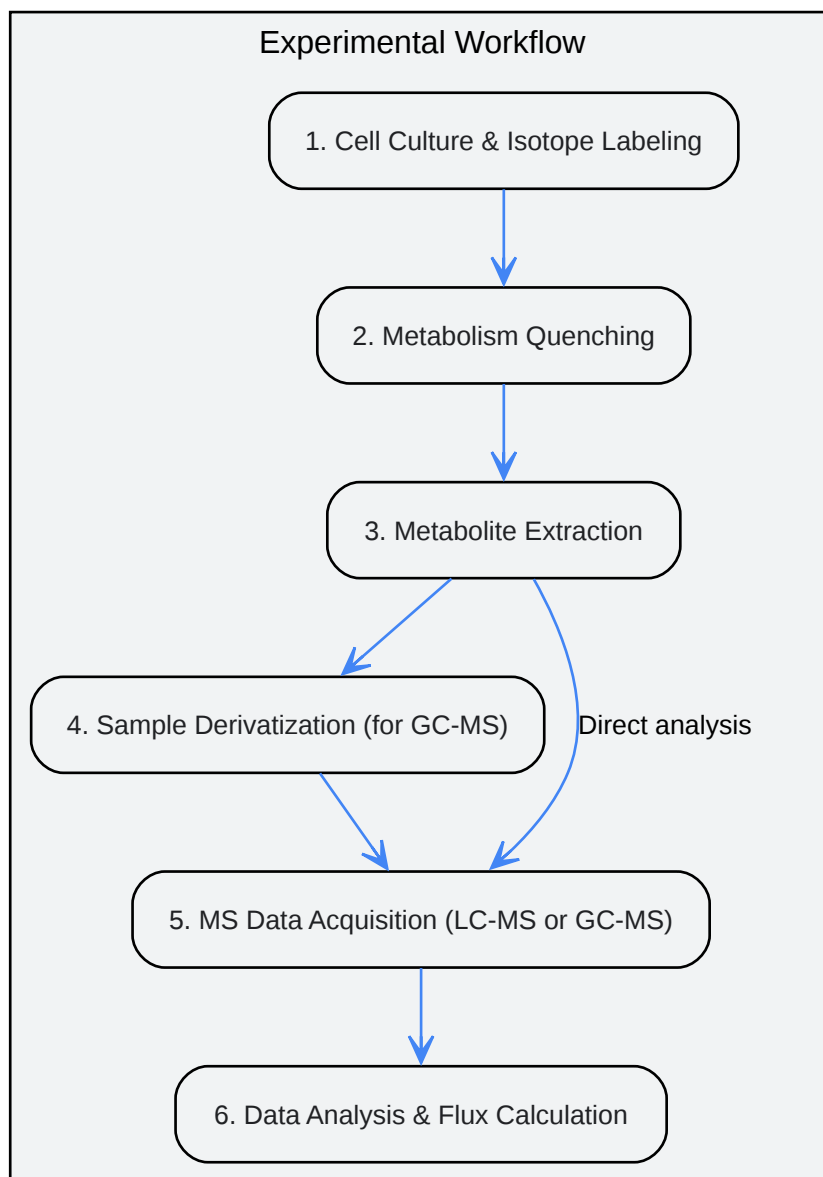 Experimental Workflow
1. Cell Culture & Isotope Labeling
2. Metabolism Quenching
3. Metabolite Extraction
4. Sample Derivatization (for GC-MS)
Direct analysis
5. MS Data Acquisition (LC-MS or GC-MS)
6. Data Analysis & Flux Calculation